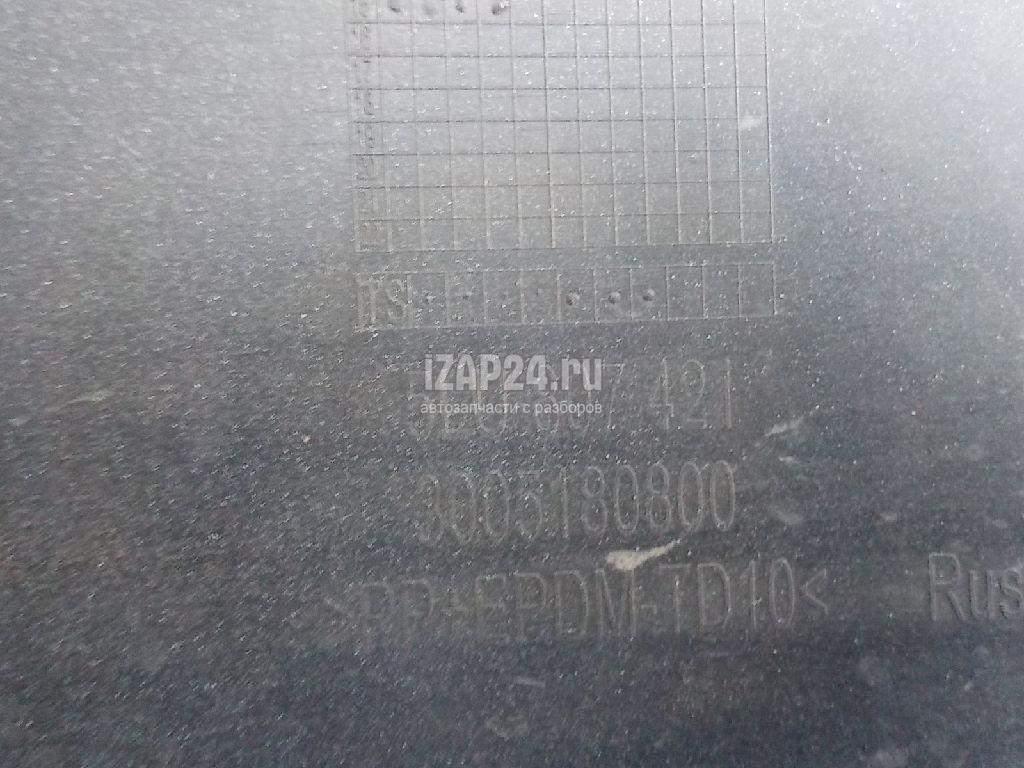 TS
iZAP24.ru
автозапчасти с разборов
421
3005180800
>PP+EPDM-TD10< Rus